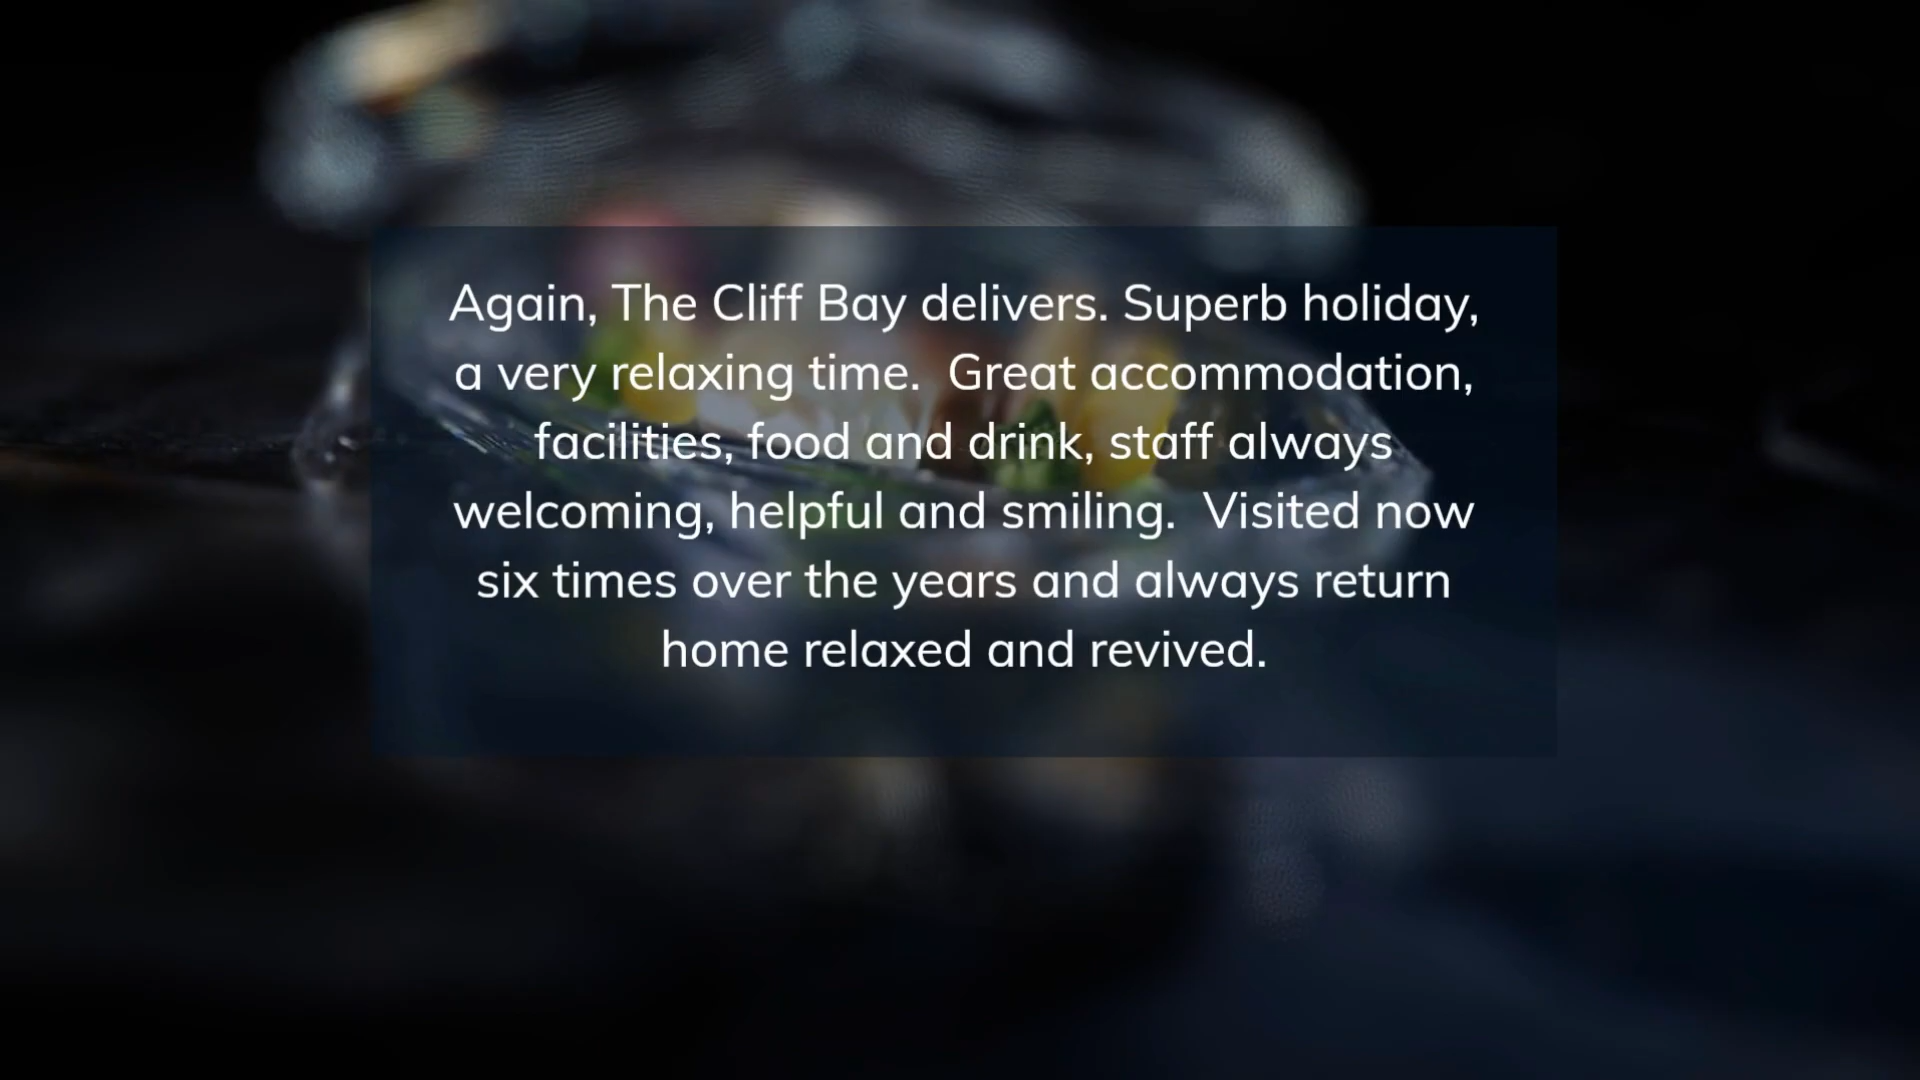 Again, The Cliff Bay delivers. Superb holiday,
a very relaxing time.  Great accommodation,
facilities, food and drink, staff always
welcoming, helpful and smiling.  Visited now
six times over the years and always return
home relaxed and revived.